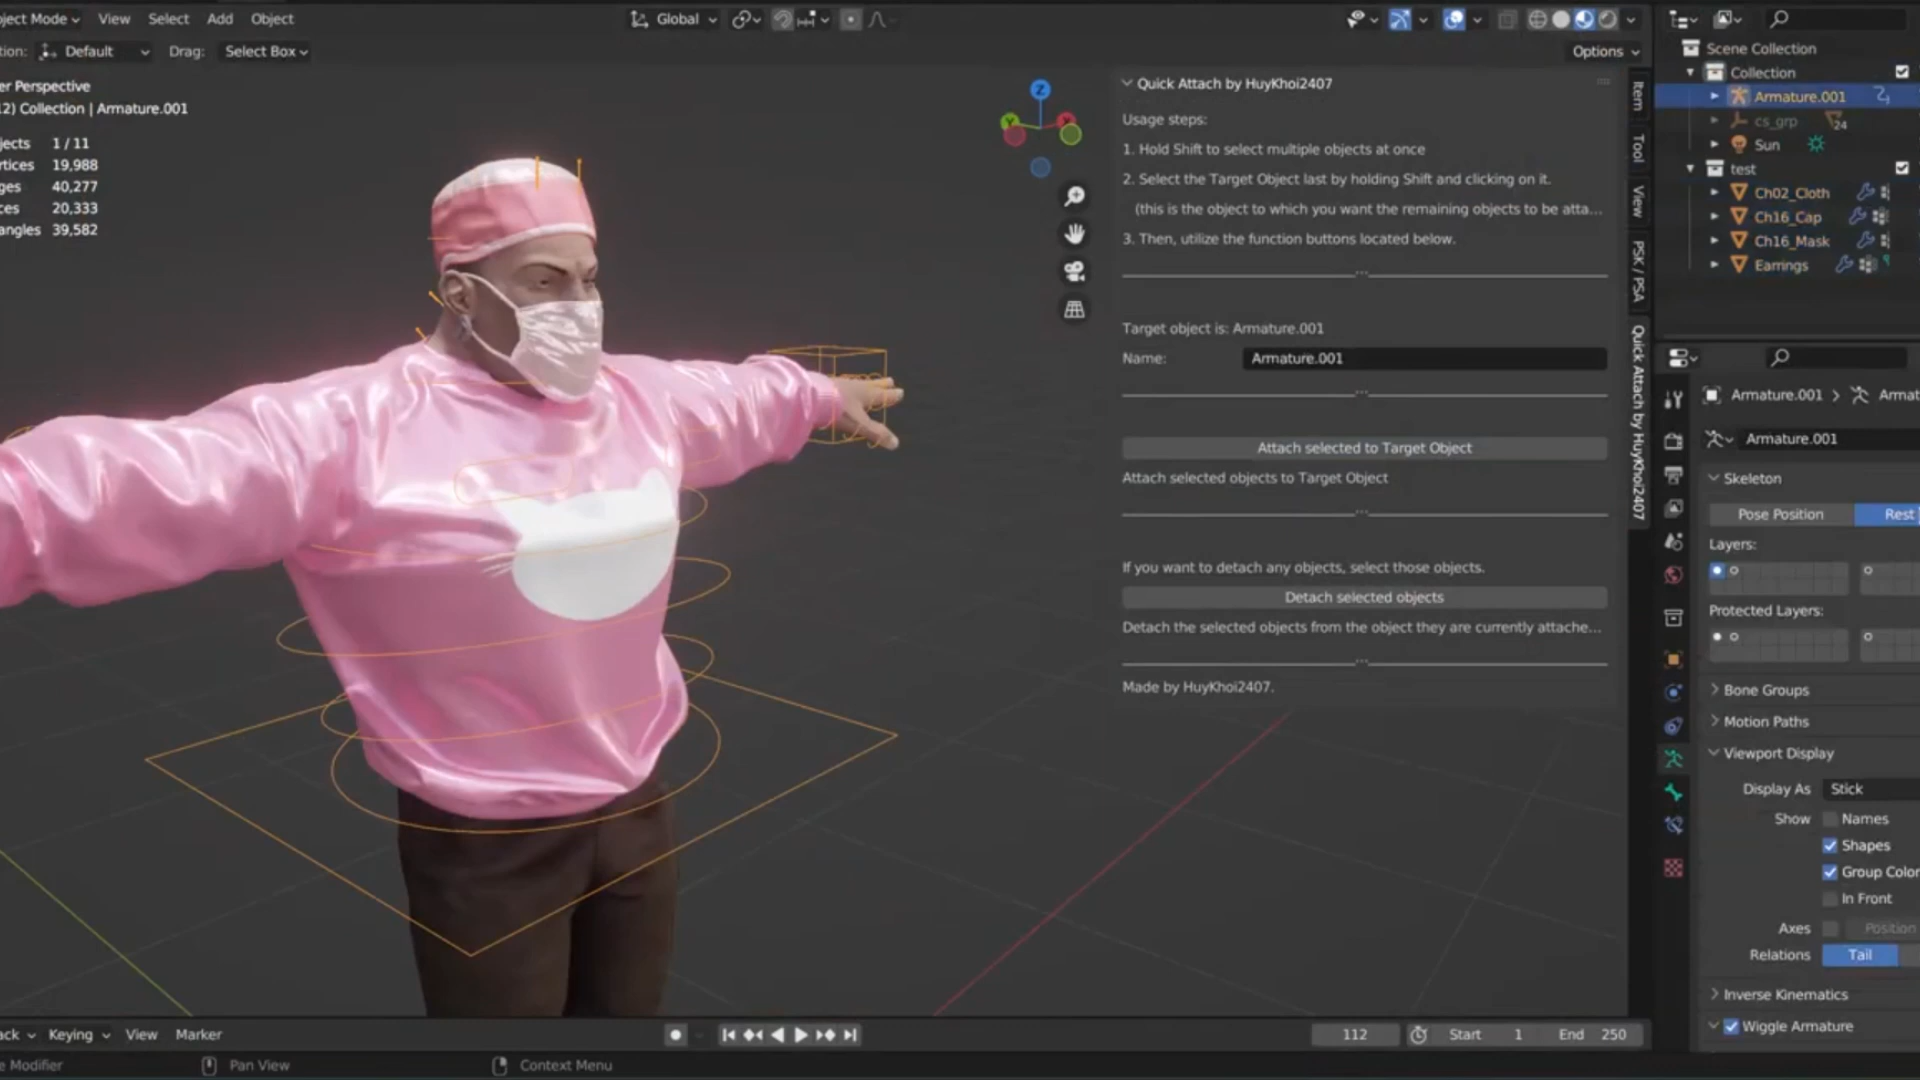 ject Mode View Select Add Object Global
tion: Default Drag: Select Box Options
er Perspective
12) Collection | Armature.001
jects 1 / 11
rtices 19,988
ges 40,277
ces 20,333
angles 39,582
Z
Y
X
Quick Attach by HuyKhoi2407
Usage steps:
1. Hold Shift to select multiple objects at once
2. Select the Target Object last by holding Shift and clicking on it.
(this is the object to which you want the remaining objects to be atta...
3. Then, utilize the function buttons located below.
Target object is: Armature.001
Name: Armature.001
Attach selected to Target Object
Attach selected objects to Target Object
If you want to detach any objects, select those objects.
Detach selected objects
Detach the selected objects from the object they are currently attache...
Made by HuyKhoi2407.
Item
Tool
View
PSK / PSA
Quick Attach by HuyKhoi2407
Scene Collection
Collection
Armature.001
cs_grp 24
Sun
test
Ch02_Cloth
Ch16_Cap
Ch16_Mask
Earrings
Armature.001 > Armat
Armature.001
Skeleton
Pose Position Rest
Layers:
Protected Layers:
Bone Groups
Motion Paths
Viewport Display
Display As Stick
Show Names
Shapes
Group Color
In Front
Axes Position
Relations Tail
Inverse Kinematics
Wiggle Armature
ack Keying View Marker 112 Start 1 End 250
e Modifier Pan View Context Menu